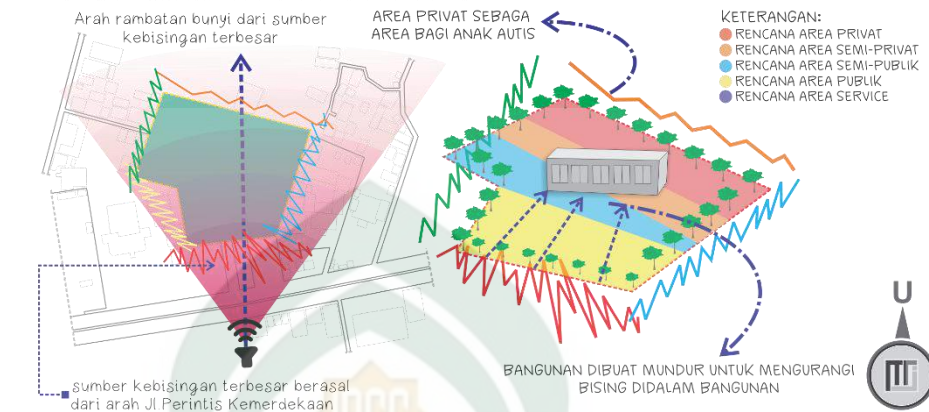 Arah rambatan bunyi dari sumber
kebisingan terbesar
AREA PRIVAT SEBAGA
AREA BAGI ANAK AUTIS
KETERANGAN:
RENCANA AREA PRIVAT
RENCANA AREA SEMI-PRIVAT
RENCANA AREA SEMI-PUBLIK
RENCANA AREA PUBLIK
RENCANA AREA SERVICE
U
BANGUNAN DIBUAT MUNDUR UNTUK MENGURANGI
BISING DIDALAM BANGUNAN
sumber kebisingan terbesar berasal
dari arah Jl Perintis Kemerdekaan